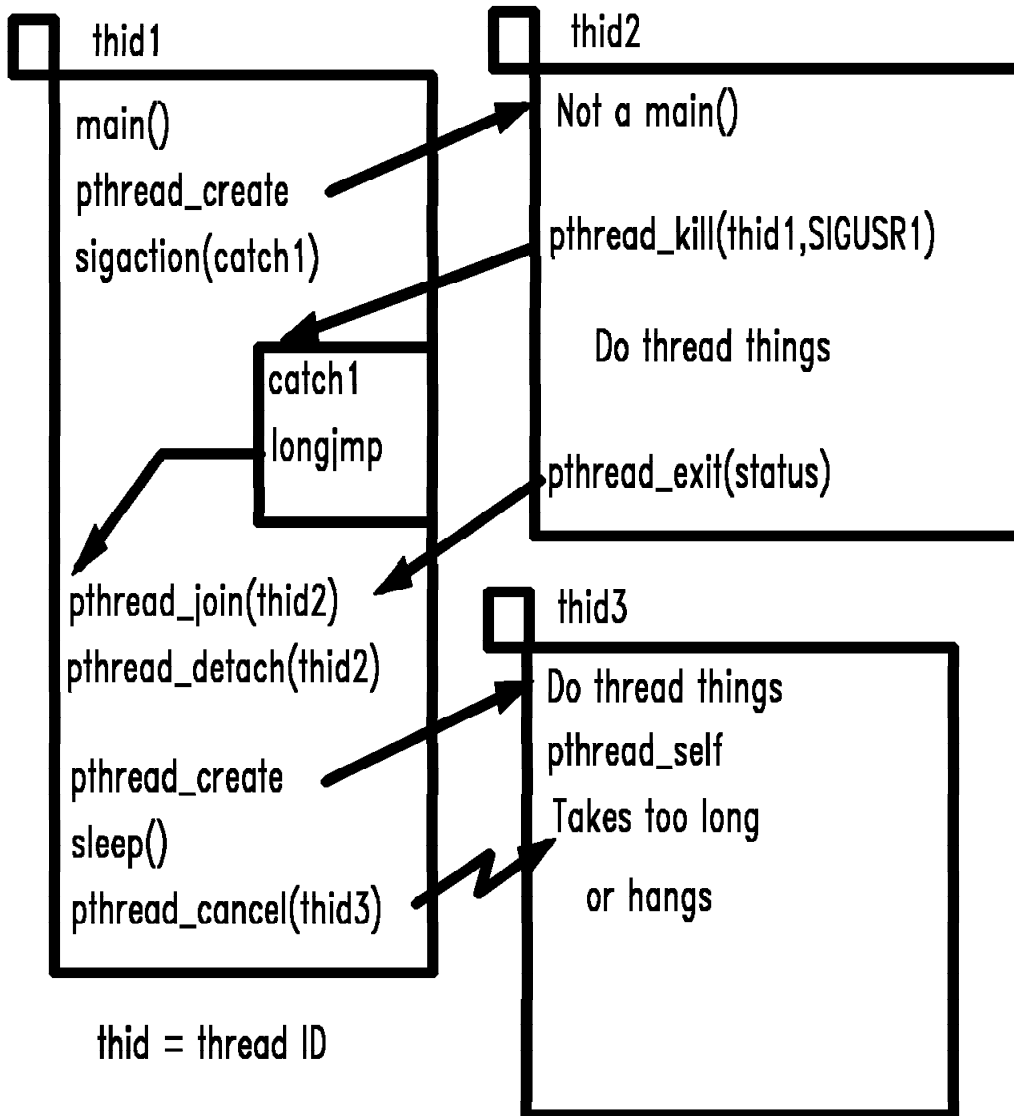 thid1
main()
pthread_create
sigaction(catch1)
catch1
longjmp
pthread_join(thid2)
pthread_detach(thid2)
pthread_create
sleep()
pthread_cancel(thid3)
thid = thread ID
thid2
Not a main()
pthread_kill(thid1,SIGUSR1)
Do thread things
pthread_exit(status)
thid3
Do thread things
pthread_self
Takes too long
or hangs